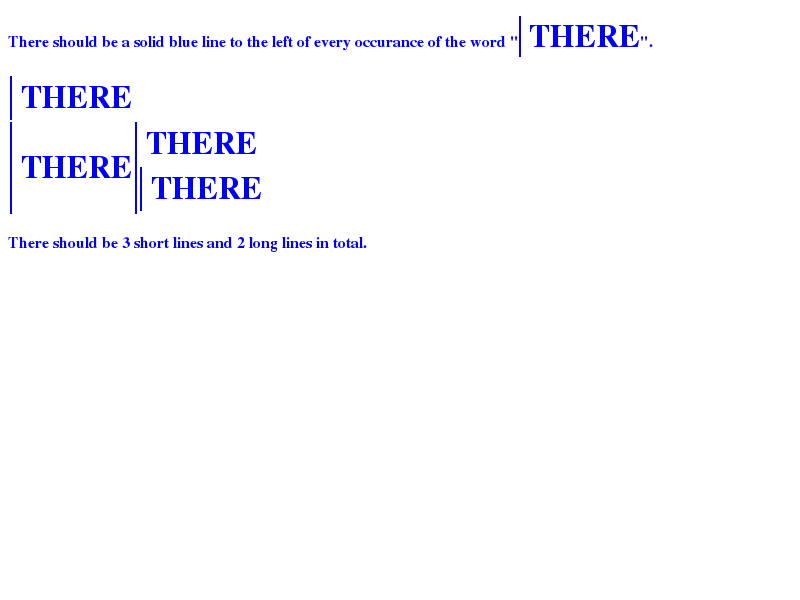 There should be a solid blue line to the left of every occurance of the word "THERE".
THERE
THERE
THERE
THERE
There should be 3 short lines and 2 long lines in total.